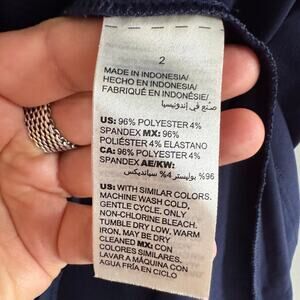 2
MADE IN INDONESIA/
HECHO EN INDONESIA/
FABRIQUÉ EN INDONÉSIE/
صنع في إندونيسيا
US: 96% POLYESTER 4%
SPANDEX MX: 96%
POLIÉSTER 4% ELASTANO
CA: 96% POLYESTER 4%
SPANDEX AE/KW:
96% بوليستر 4% سبانديكس
US: WITH SIMILAR COLORS.
MACHINE WASH COLD,
GENTLE CYCLE. ONLY
NON-CHLORINE BLEACH.
TUMBLE DRY LOW. WARM
IRON. MAY BE DRY
CLEANED MX: CON
LAVAR A MÁQUINA CON
AGUA FRÍA EN CICLO